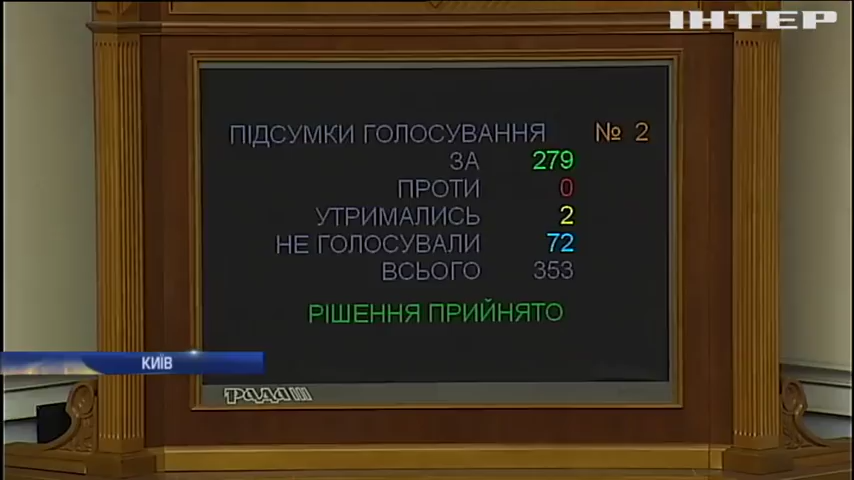 ІНТЕР
ПІДСУМКИ ГОЛОСУВАННЯ № 2
ЗА 279
ПРОТИ 0
УТРИМАЛИСЬ 2
НЕ ГОЛОСУВАЛИ 72
ВСЬОГО 353
РІШЕННЯ ПРИЙНЯТО
КИЇВ
РАДА III